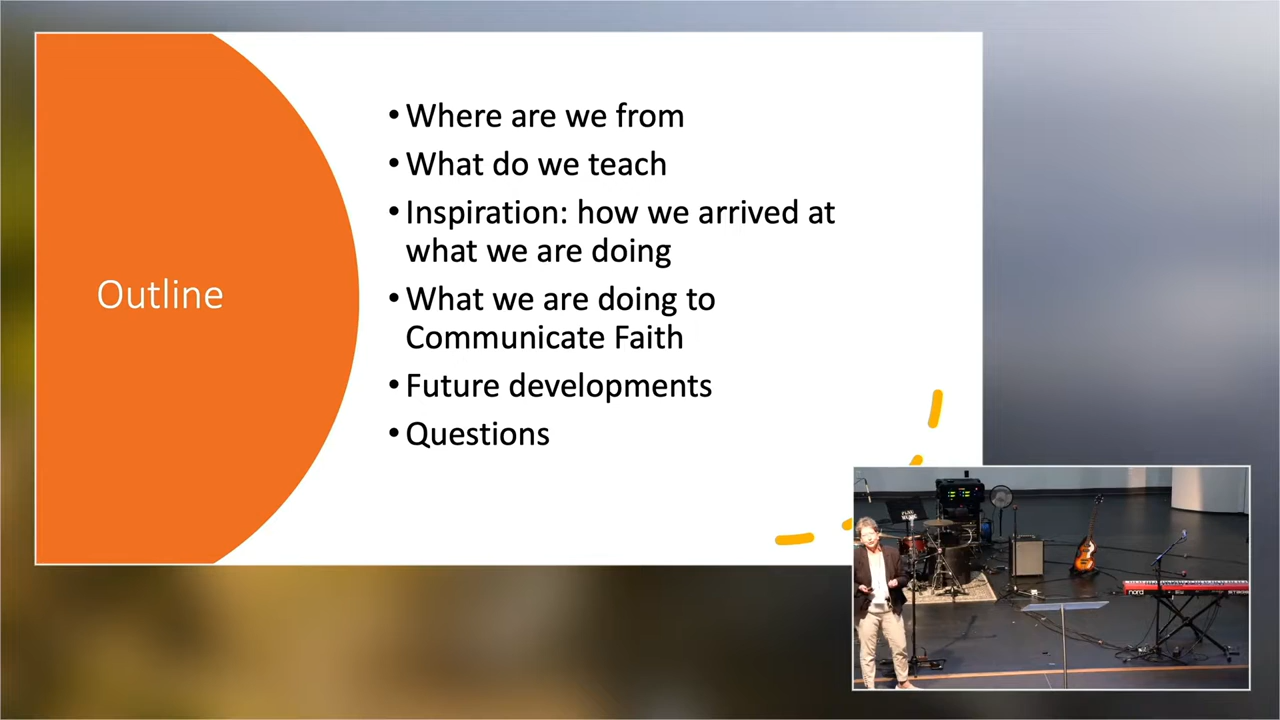 Outline
• Where are we from
• What do we teach
• Inspiration: how we arrived at
what we are doing
• What we are doing to
Communicate Faith
• Future developments
• Questions
nord